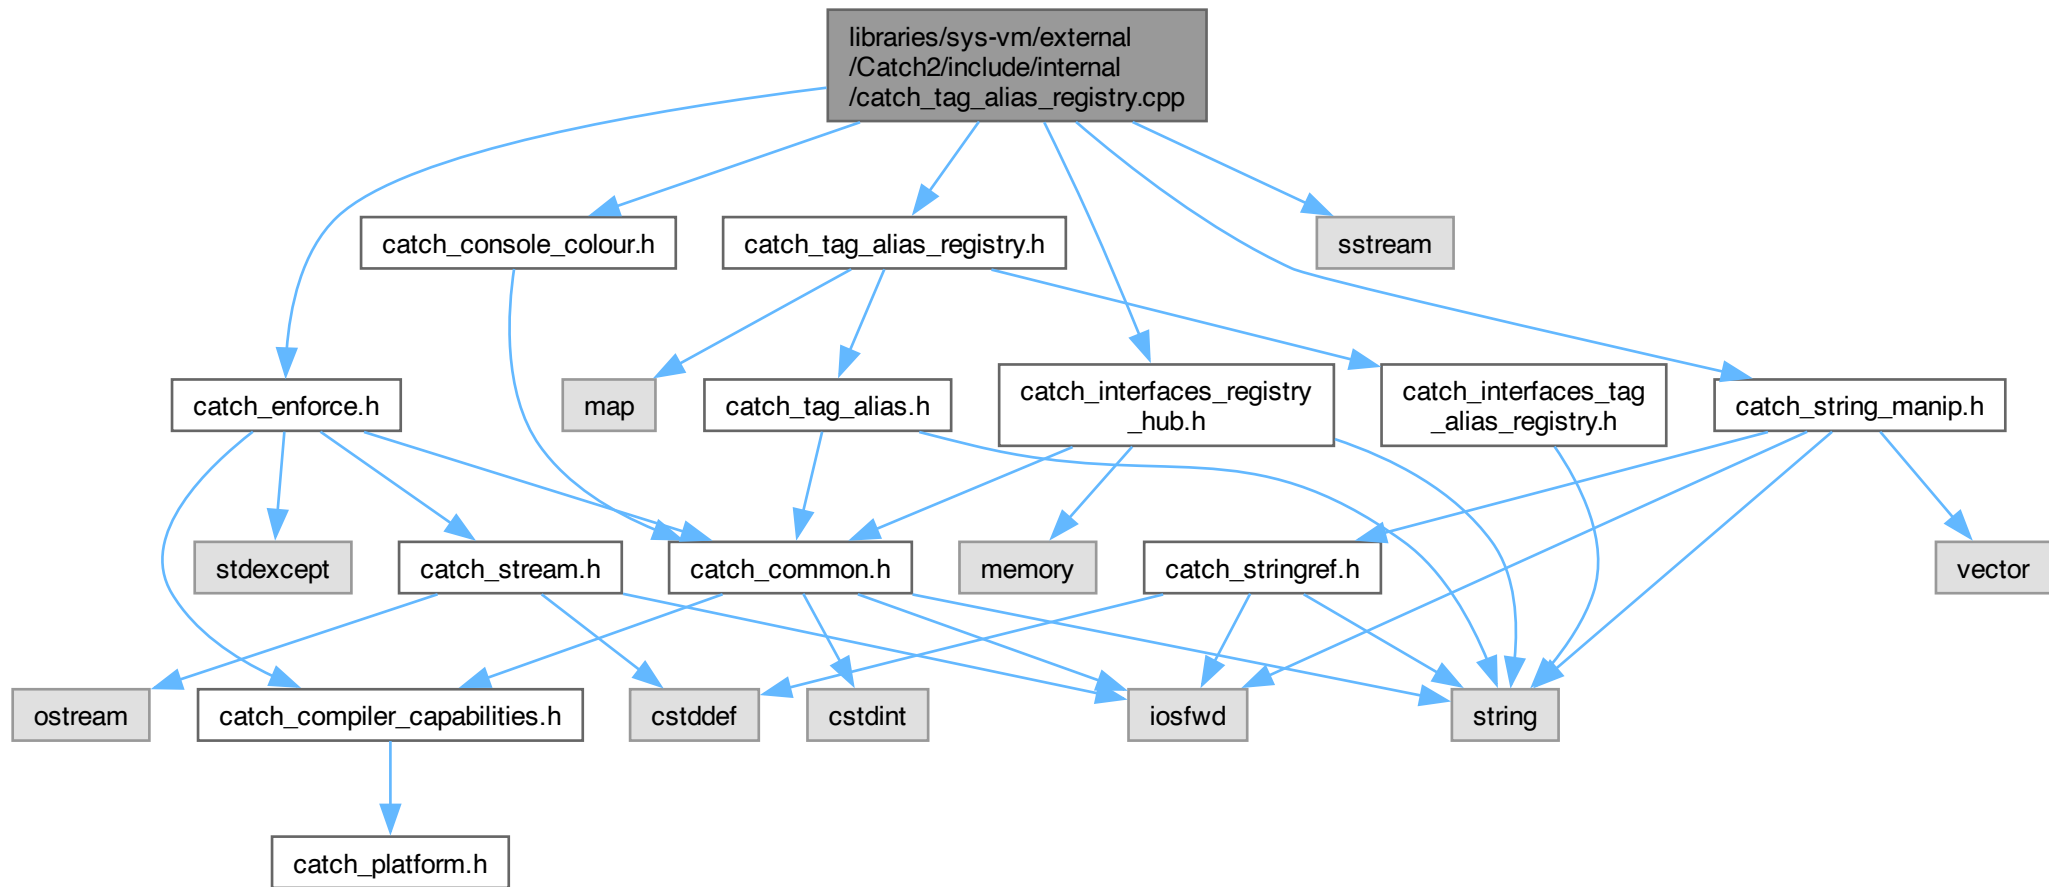 libraries/sys-vm/external
/Catch2/include/internal
/catch_tag_alias_registry.cpp
catch_console_colour.h
catch_tag_alias_registry.h
sstream
catch_enforce.h
map
catch_tag_alias.h
catch_interfaces_registry
_hub.h
catch_interfaces_tag
_alias_registry.h
catch_string_manip.h
stdexcept
catch_stream.h
catch_common.h
memory
catch_stringref.h
vector
ostream
catch_compiler_capabilities.h
cstddef
cstdint
iosfwd
string
catch_platform.h